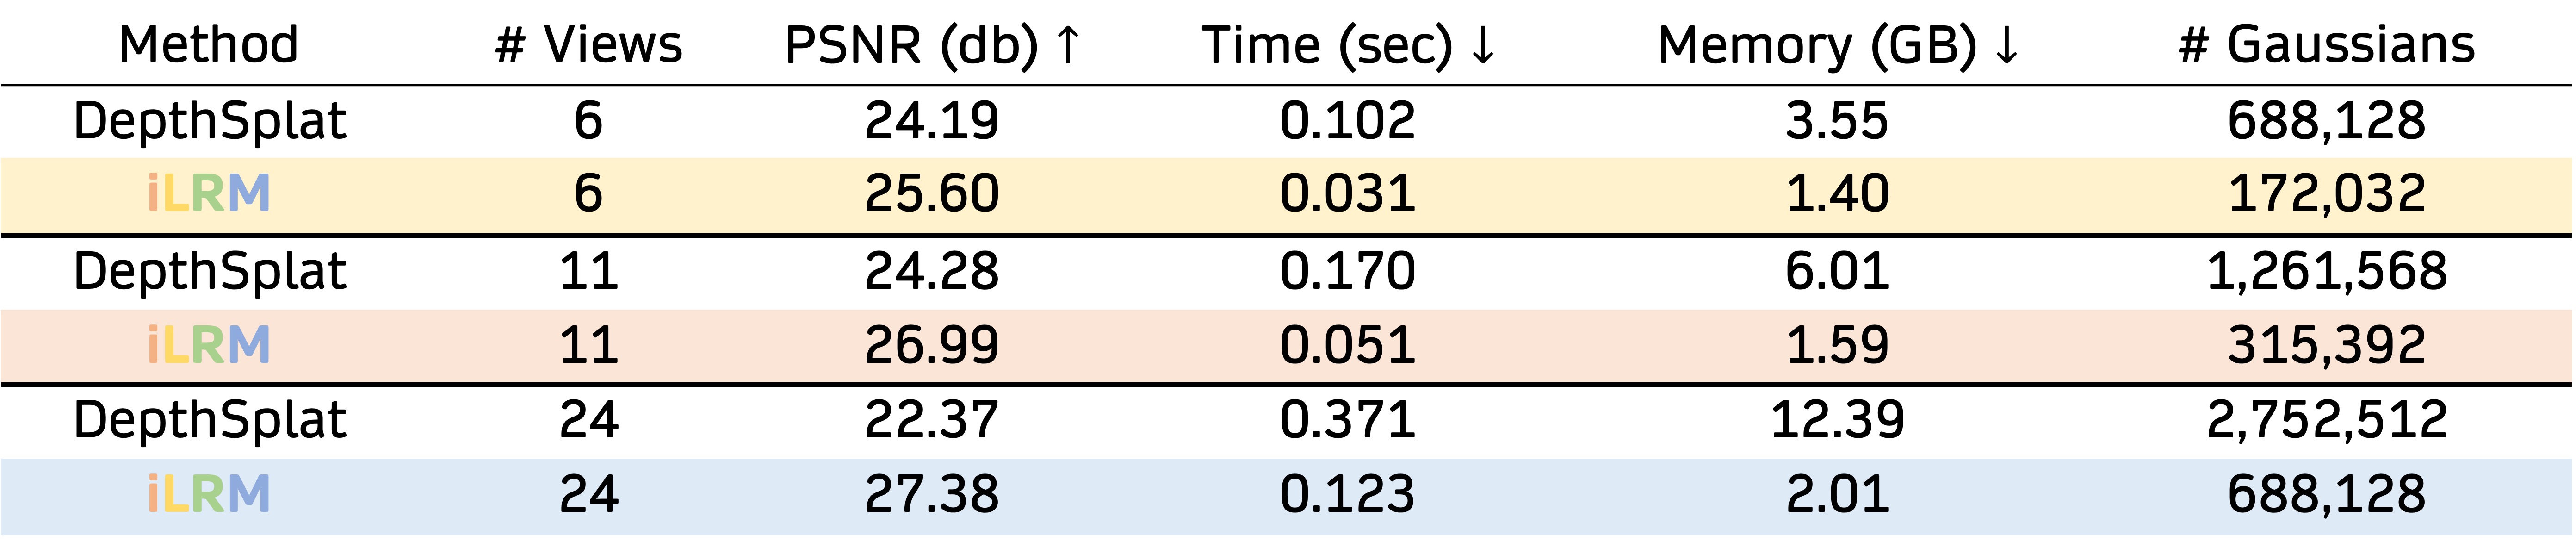 Method # Views PSNR (db) ↑ Time (sec) ↓ Memory (GB) ↓ # Gaussians
DepthSplat 6 24.19 0.102 3.55 688,128
iLRM 6 25.60 0.031 1.40 172,032
DepthSplat 11 24.28 0.170 6.01 1,261,568
iLRM 11 26.99 0.051 1.59 315,392
DepthSplat 24 22.37 0.371 12.39 2,752,512
iLRM 24 27.38 0.123 2.01 688,128